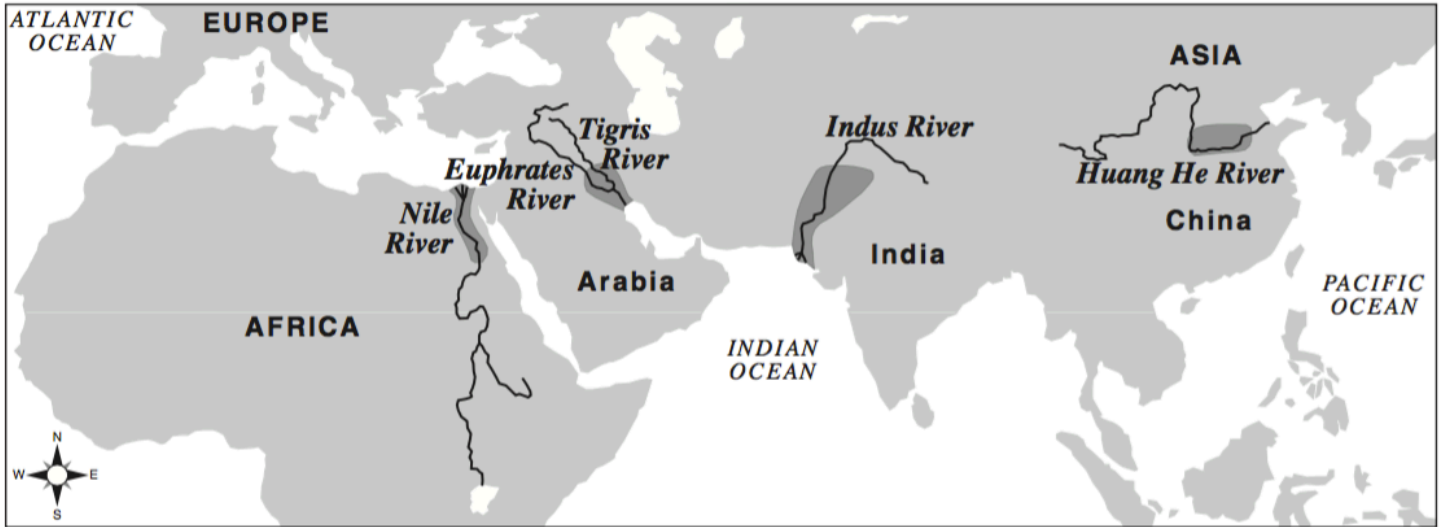 ATLANTIC
OCEAN
EUROPE
ASIA
Tigris
River
Indus River
Euphrates
River
Huang He River
Nile
River
China
India
Arabia
PACIFIC
OCEAN
AFRICA
INDIAN
OCEAN
N
W
E
S